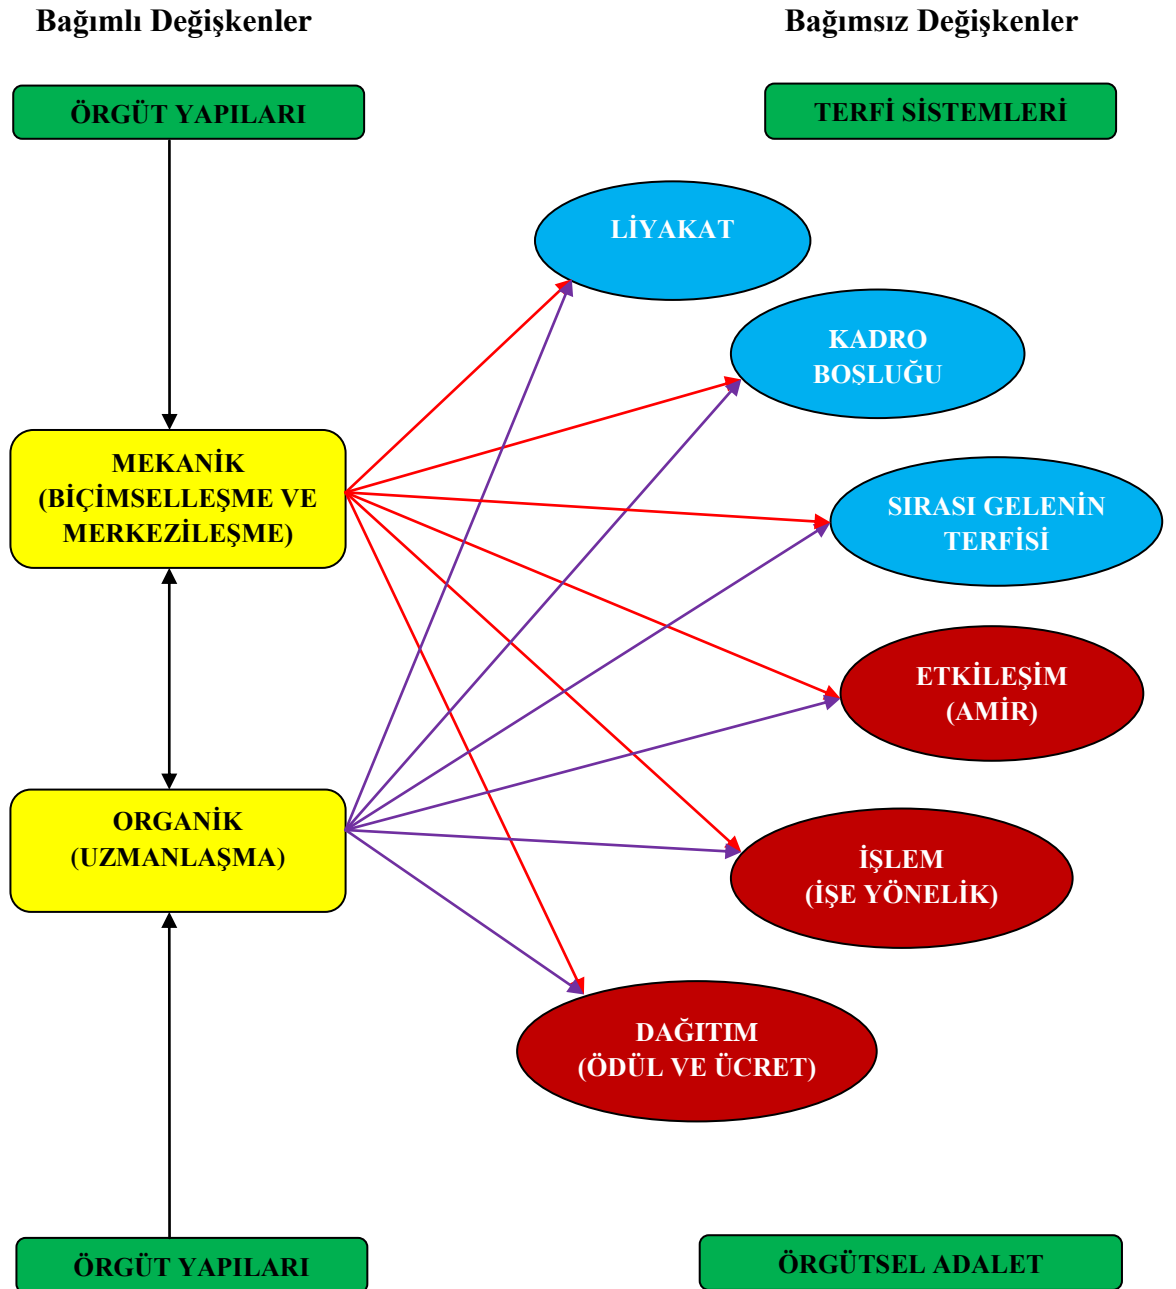 Bağımlı Değişkenler
Bağımsız Değişkenler
ÖRGÜT YAPILARI
TERFİ SİSTEMLERİ
LİYAKAT
KADRO
BOŞLUĞU
MEKANİK
(BİÇİMSELLEŞME VE
MERKEZİLEŞME)
SIRASI GELENİN
TERFİSİ
ETKİLEŞİM
(AMİR)
ORGANİK
(UZMANLAŞMA)
İŞLEM
(İŞE YÖNELİK)
DAĞITIM
(ÖDÜL VE ÜCRET)
ÖRGÜT YAPILARI
ÖRGÜTSEL ADALET